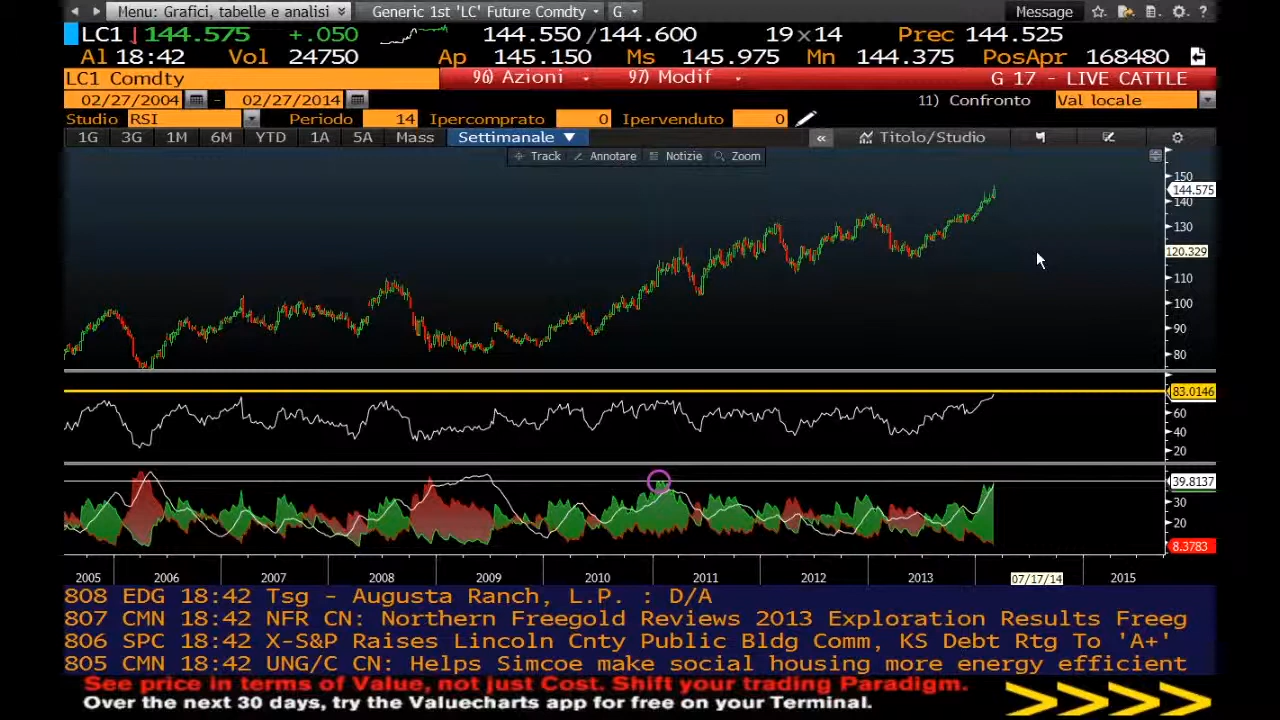 Menu: Grafici, tabelle e analisi Generic 1st 'LC' Future Comdty G Message ?
LC1 144.575 +.050 144.550/144.600 19×14 Prec 144.525
Al 18:42 Vol 24750 Ap 145.150 Ms 145.975 Mn 144.375 PosApr 168480
LC1 Comdty 96) Azioni 97) Modif G 17 - LIVE CATTLE
02/27/2004 - 02/27/2014 11) Confronto Val locale
Studio RSI Periodo 14 Ipercomprato 0 Ipervenduto 0
1G 3G 1M 6M YTD 1A 5A Mass Settimanale ▼ « Titolo/Studio
Track Annotare Notizie Zoom
150
144.575
140
130
120.329
110
100
90
80
83.0146
60
40
20
39.8137
30
20
8.3783
2005 2006 2007 2008 2009 2010 2011 2012 2013 07/17/14 2015
808 EDG 18:42 Tsg - Augusta Ranch, L.P. : D/A
807 CMN 18:42 NFR CN: Northern Freegold Reviews 2013 Exploration Results Freeg
806 SPC 18:42 X-S&P Raises Lincoln Cnty Public Bldg Comm, KS Debt Rtg To 'A+'
805 CMN 18:42 UNG/C CN: Helps Simcoe make social housing more energy efficient
See price in terms of Value, not just Cost. Shift your trading Paradigm.
Over the next 30 days, try the Valuecharts app for free on your Terminal.